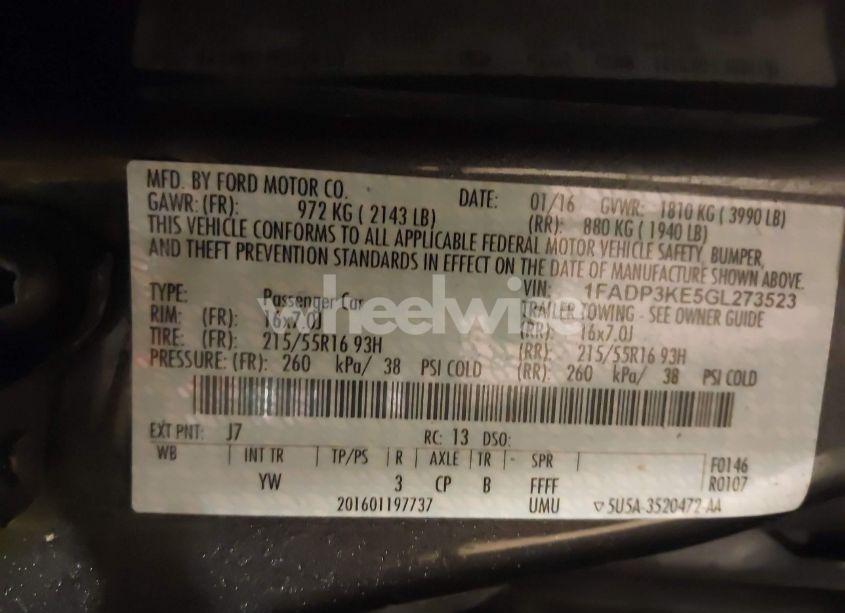 MFD. BY FORD MOTOR CO. DATE: 01/16 GVWR: 1810 KG ( 3990 LB)
GAWR: (FR): 972 KG ( 2143 LB) (RR): 880 KG ( 1940 LB)
THIS VEHICLE CONFORMS TO ALL APPLICABLE FEDERAL MOTOR VEHICLE SAFETY, BUMPER,
AND THEFT PREVENTION STANDARDS IN EFFECT ON THE DATE OF MANUFACTURE SHOWN ABOVE.
VIN: 1FADP3KE5GL273523
TYPE: Passenger Car TRAILER TOWING - SEE OWNER GUIDE
RIM: (FR): 16x7.0J (RR): 16x7.0J
TIRE: (FR): 215/55R16 93H (RR): 215/55R16 93H
PRESSURE: (FR): 260 kPa/ 38 PSI COLD (RR): 260 kPa/ 38 PSI COLD
wheelwise
EXT PNT: J7 RC: 13 DSO:
WB INT TR TP/PS R AXLE TR - SPR F0146
YW 3 CP B FFFF R0107
201601197737 UMU ▽5U5A-3520472-AA